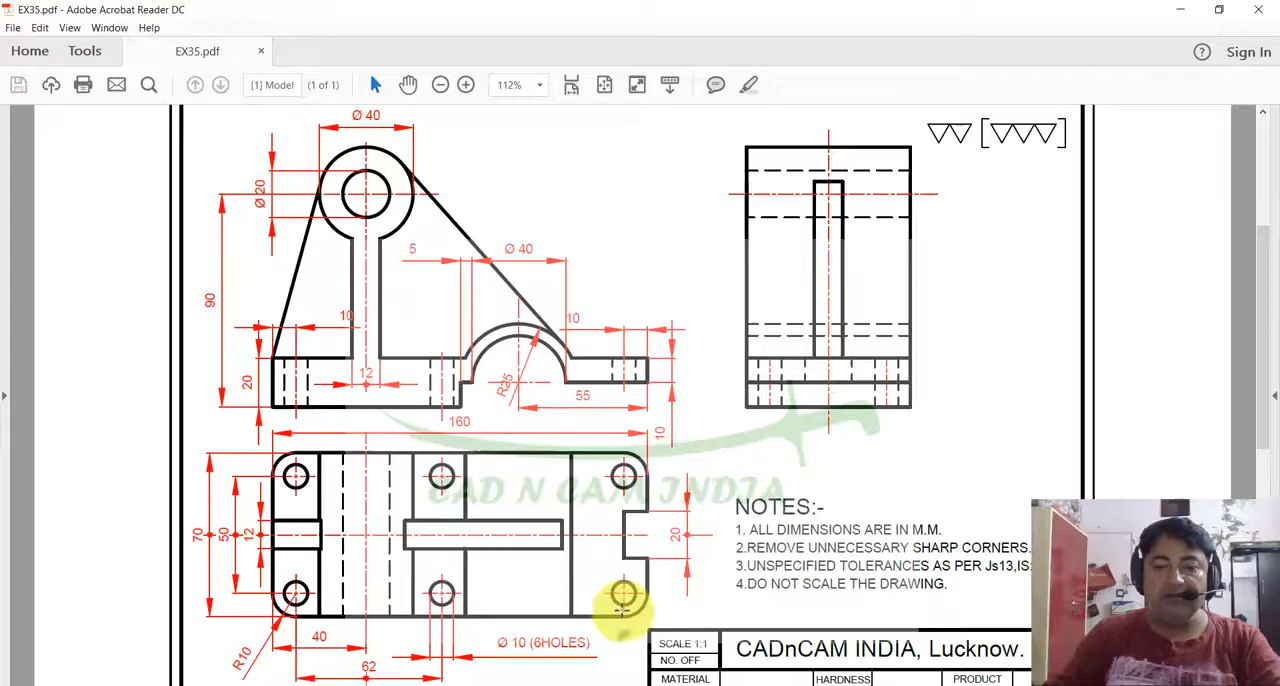 EX35.pdf - Adobe Acrobat Reader DC
File Edit View Window Help
Home Tools EX35.pdf × ? Sign In
[1] Model (1 of 1) 112%
Ø 40
Ø 20
90
5
Ø 40
10
10
20
12
R25
55
10
160
70
50
12
20
R10
40
62
Ø 10 (6HOLES)
CAD N CAM INDIA
NOTES:-
1. ALL DIMENSIONS ARE IN M.M.
2.REMOVE UNNECESSARY SHARP CORNERS.
3.UNSPECIFIED TOLERANCES AS PER Js13,IS:
4.DO NOT SCALE THE DRAWING.
SCALE 1:1
NO. OFF
CADnCAM INDIA, Lucknow.
MATERIAL HARDNESS PRODUCT